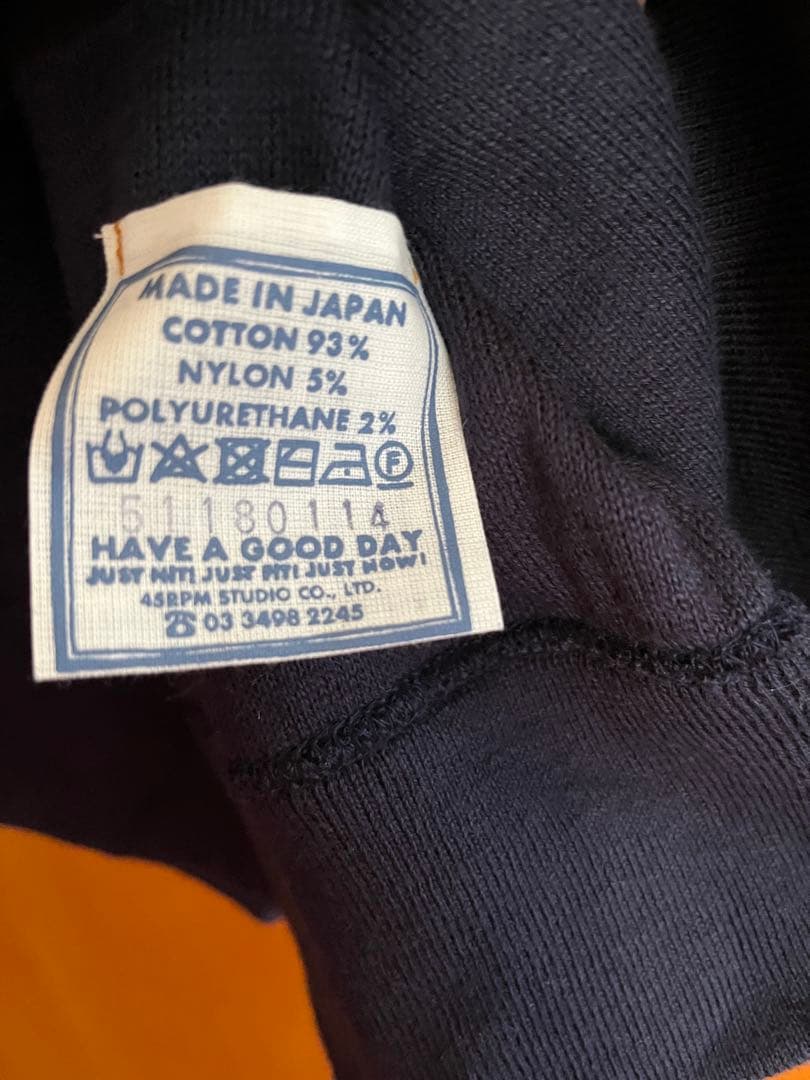 MADE IN JAPAN
COTTON 93%
NYLON 5%
POLYURETHANE 2%
F
51180114
HAVE A GOOD DAY
JUST NIT! JUST FIT! JUST NOW!
45RPM STUDIO CO., LTD.
☎ 03 3498 2245